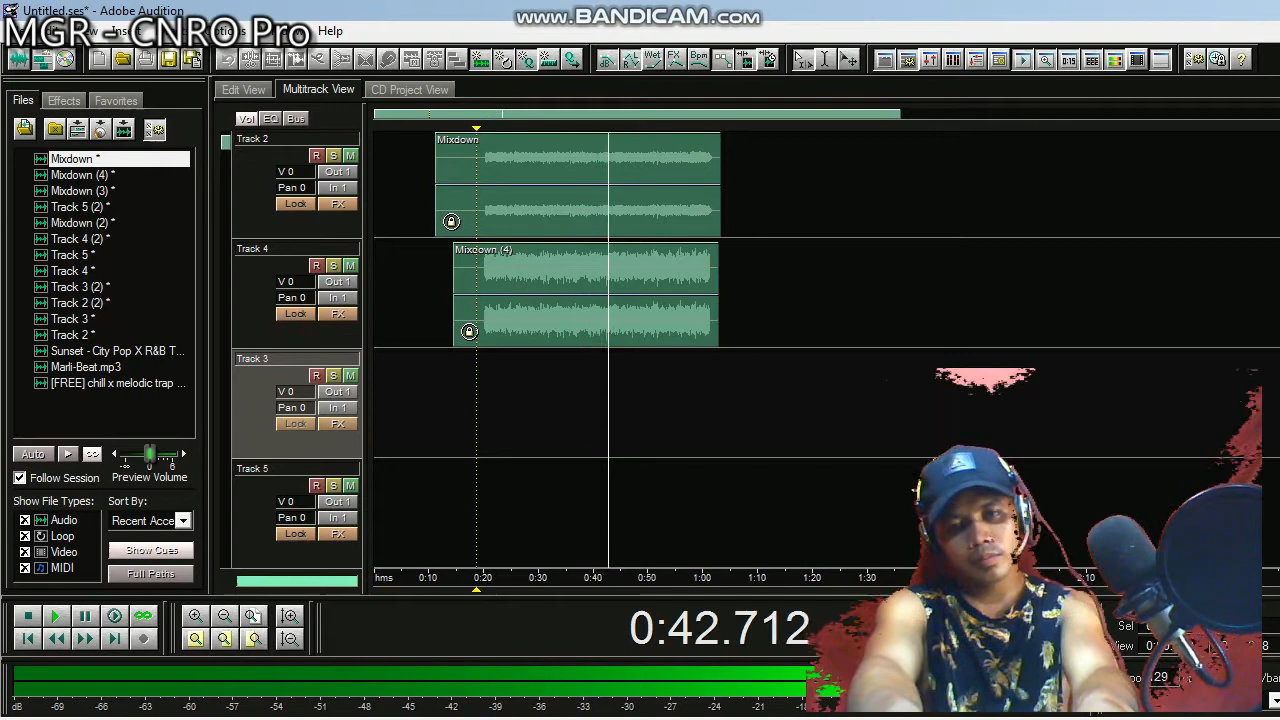 Untitled.ses* - Adobe Audition
www.BANDICAM.com
MGR - CNRO Pro
Help
Files
Effects
Favorites
Edit View
Multitrack View
CD Project View
Vol
EQ
Bus
Mixdown *
Mixdown (4) *
Mixdown (3) *
Track 5 (2) *
Mixdown (2) *
Track 4 (2) *
Track 5 *
Track 4 *
Track 3 (2) *
Track 2 (2) *
Track 3 *
Track 2 *
Sunset - City Pop X R&B T...
Marli-Beat.mp3
[FREE] chill x melodic trap ...
Auto
-∞ 0 6
Follow Session
Preview Volume
Show File Types:
Sort By:
Audio
Recent Acce
Loop
Video
Show Cues
MIDI
Full Paths
Wet
FX
Bpm
Track 2
R S M
V 0 Out 1
Pan 0 In 1
Lock FX
Mixdown
Track 4
R S M
V 0 Out 1
Pan 0 In 1
Lock FX
Mixdown (4)
Track 3
R S M
V 0 Out 1
Pan 0 In 1
Lock FX
Track 5
R S M
V 0 Out 1
Pan 0 In 1
Lock FX
hms 0:10 0:20 0:30 0:40 0:50 1:00 1:10 1:20 1:30
0:42.712
Sel
dB -69 -66 -63 -60 -57 -54 -51 -48 -45 -42 -39 -36 -33 -30 -27 -24 -21 -18